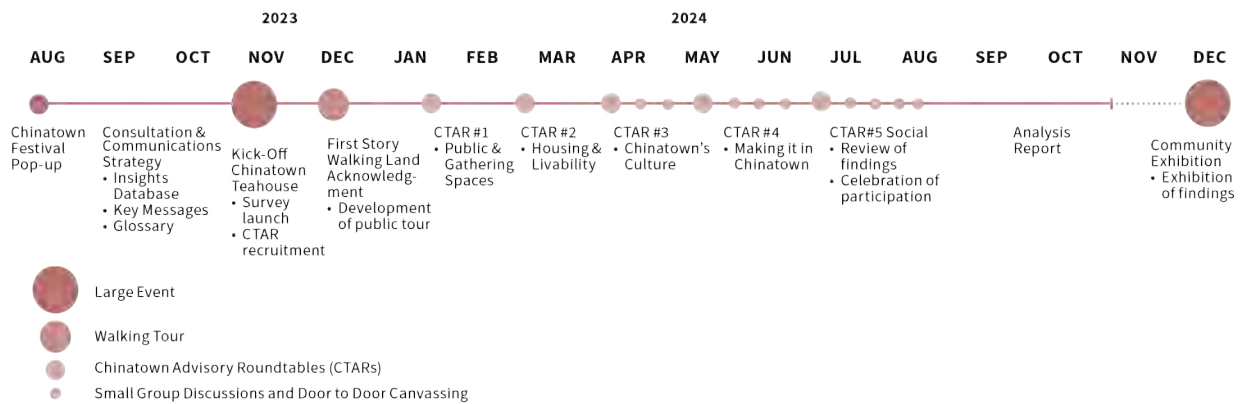 2023
2024
AUG SEP OCT NOV DEC JAN FEB MAR APR MAY JUN JUL AUG SEP OCT NOV DEC
Chinatown
Festival
Pop-up
Consultation &
Communications
Strategy
• Insights
Database
• Key Messages
• Glossary
Kick-Off
Chinatown
Teahouse
• Survey
launch
• CTAR
recruitment
First Story
Walking Land
Acknowledg-
ment
• Development
of public tour
CTAR #1
• Public &
Gathering
Spaces
CTAR #2
• Housing &
Livability
CTAR #3
• Chinatown's
Culture
CTAR #4
• Making it in
Chinatown
CTAR#5 Social
• Review of
findings
• Celebration of
participation
Analysis
Report
Community
Exhibition
• Exhibition
of findings
Large Event
Walking Tour
Chinatown Advisory Roundtables (CTARs)
Small Group Discussions and Door to Door Canvassing